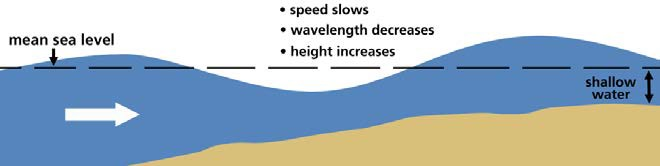 • speed slows
• wavelength decreases
• height increases
mean sea level
shallow
water